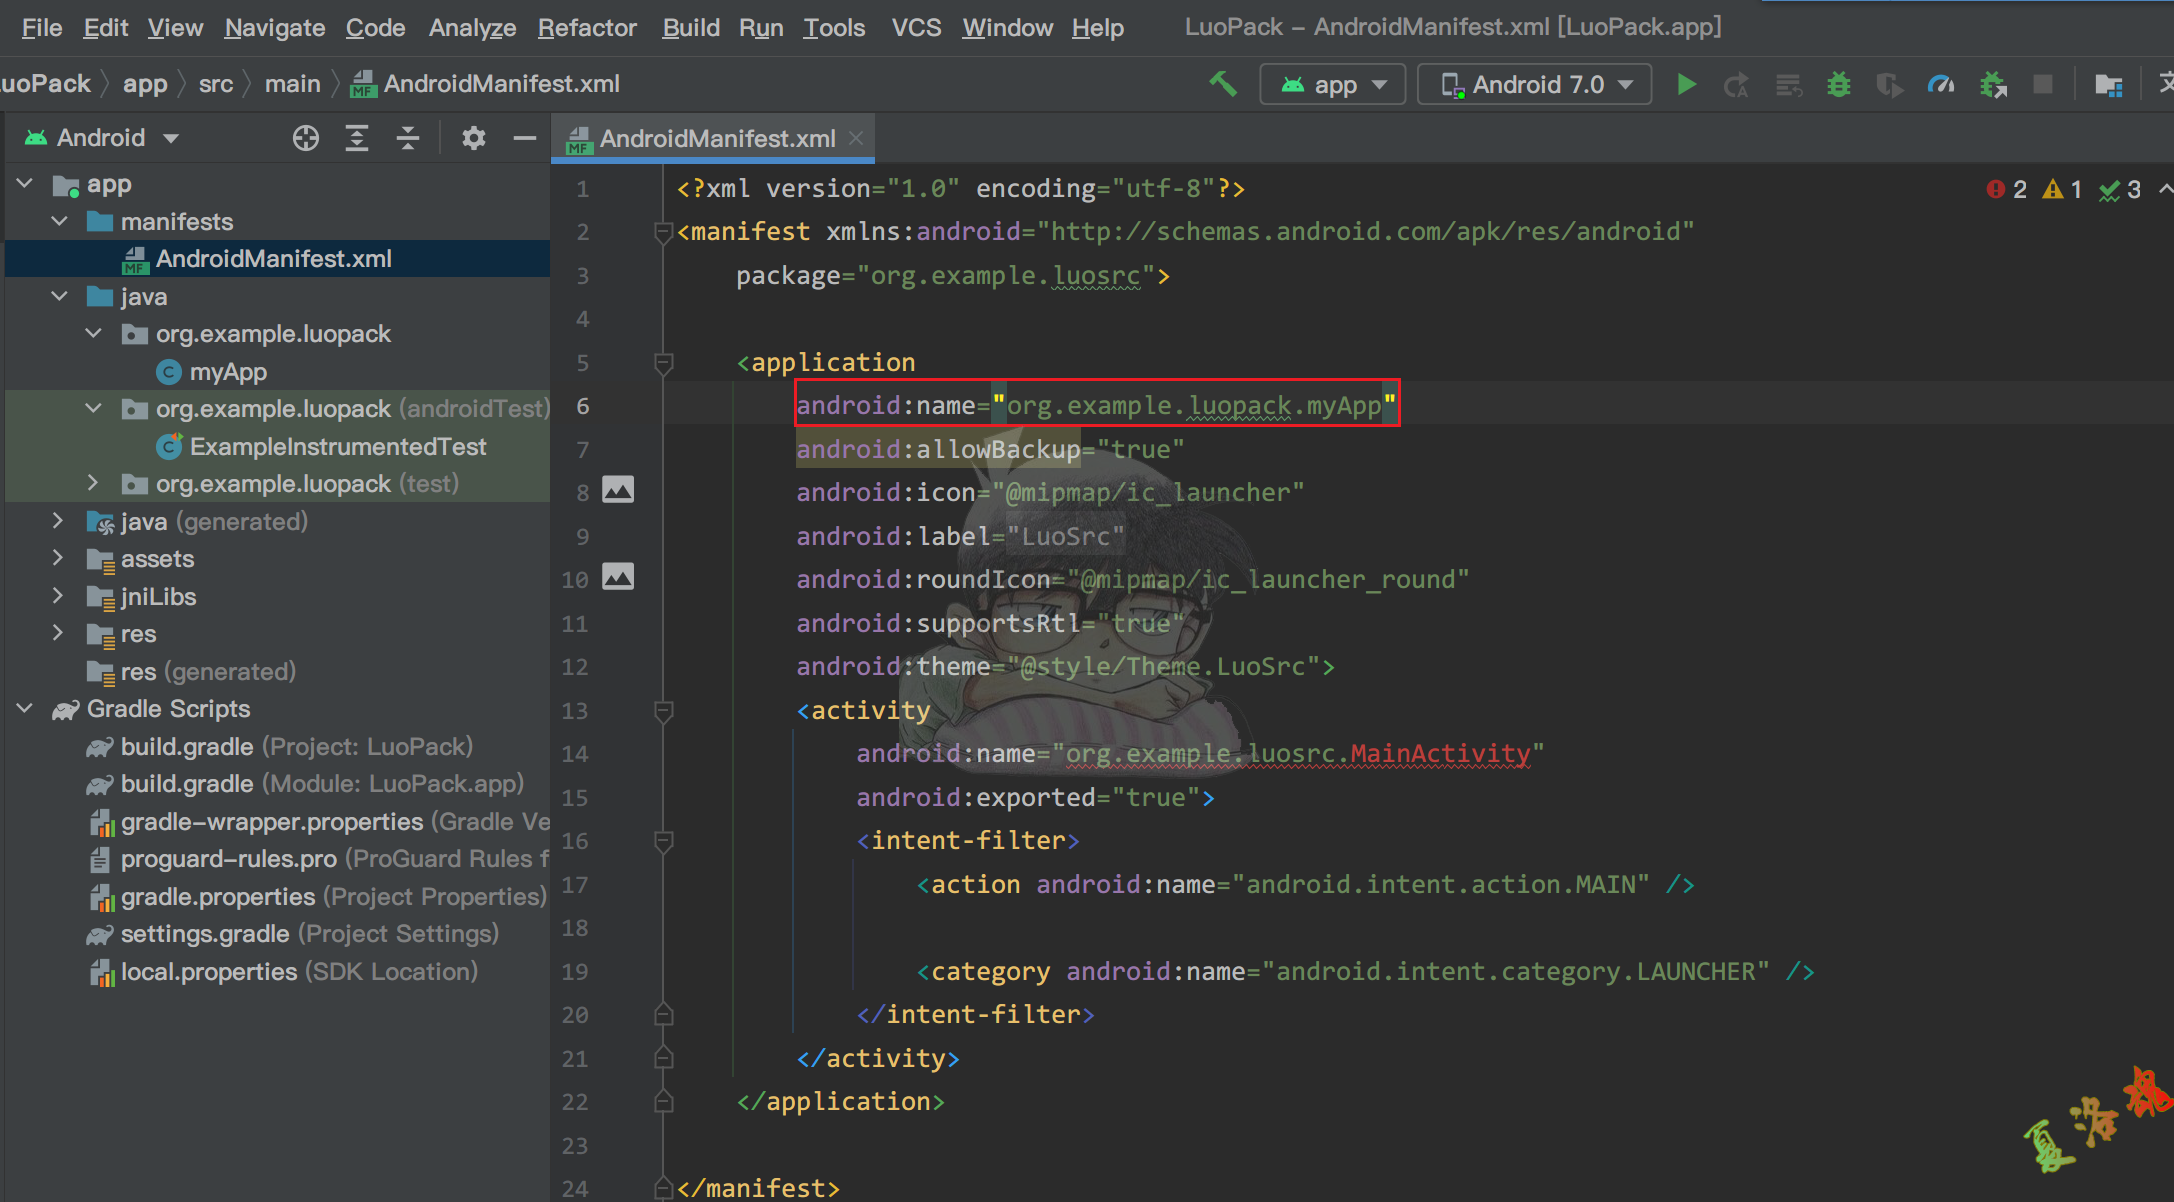 File Edit View Navigate Code Analyze Refactor Build Run Tools VCS Window Help LuoPack – AndroidManifest.xml [LuoPack.app]
uoPack app src main AndroidManifest.xml app Android 7.0
Android
AndroidManifest.xml
app
manifests
AndroidManifest.xml
java
org.example.luopack
myApp
org.example.luopack (androidTest)
ExampleInstrumentedTest
org.example.luopack (test)
java (generated)
assets
jniLibs
res
res (generated)
Gradle Scripts
build.gradle (Project: LuoPack)
build.gradle (Module: LuoPack.app)
gradle-wrapper.properties (Gradle Ve
proguard-rules.pro (ProGuard Rules f
gradle.properties (Project Properties)
settings.gradle (Project Settings)
local.properties (SDK Location)
2 1 3
1 <?xml version="1.0" encoding="utf-8"?>
2 <manifest xmlns:android="http://schemas.android.com/apk/res/android"
3 package="org.example.luosrc">
4
5 <application
6 android:name="org.example.luopack.myApp"
7 android:allowBackup="true"
8 android:icon="@mipmap/ic_launcher"
9 android:label="LuoSrc"
10 android:roundIcon="@mipmap/ic_launcher_round"
11 android:supportsRtl="true"
12 android:theme="@style/Theme.LuoSrc">
13 <activity
14 android:name="org.example.luosrc.MainActivity"
15 android:exported="true">
16 <intent-filter>
17 <action android:name="android.intent.action.MAIN" />
18
19 <category android:name="android.intent.category.LAUNCHER" />
20 </intent-filter>
21 </activity>
22 </application>
23
24 </manifest>
夏洛魂